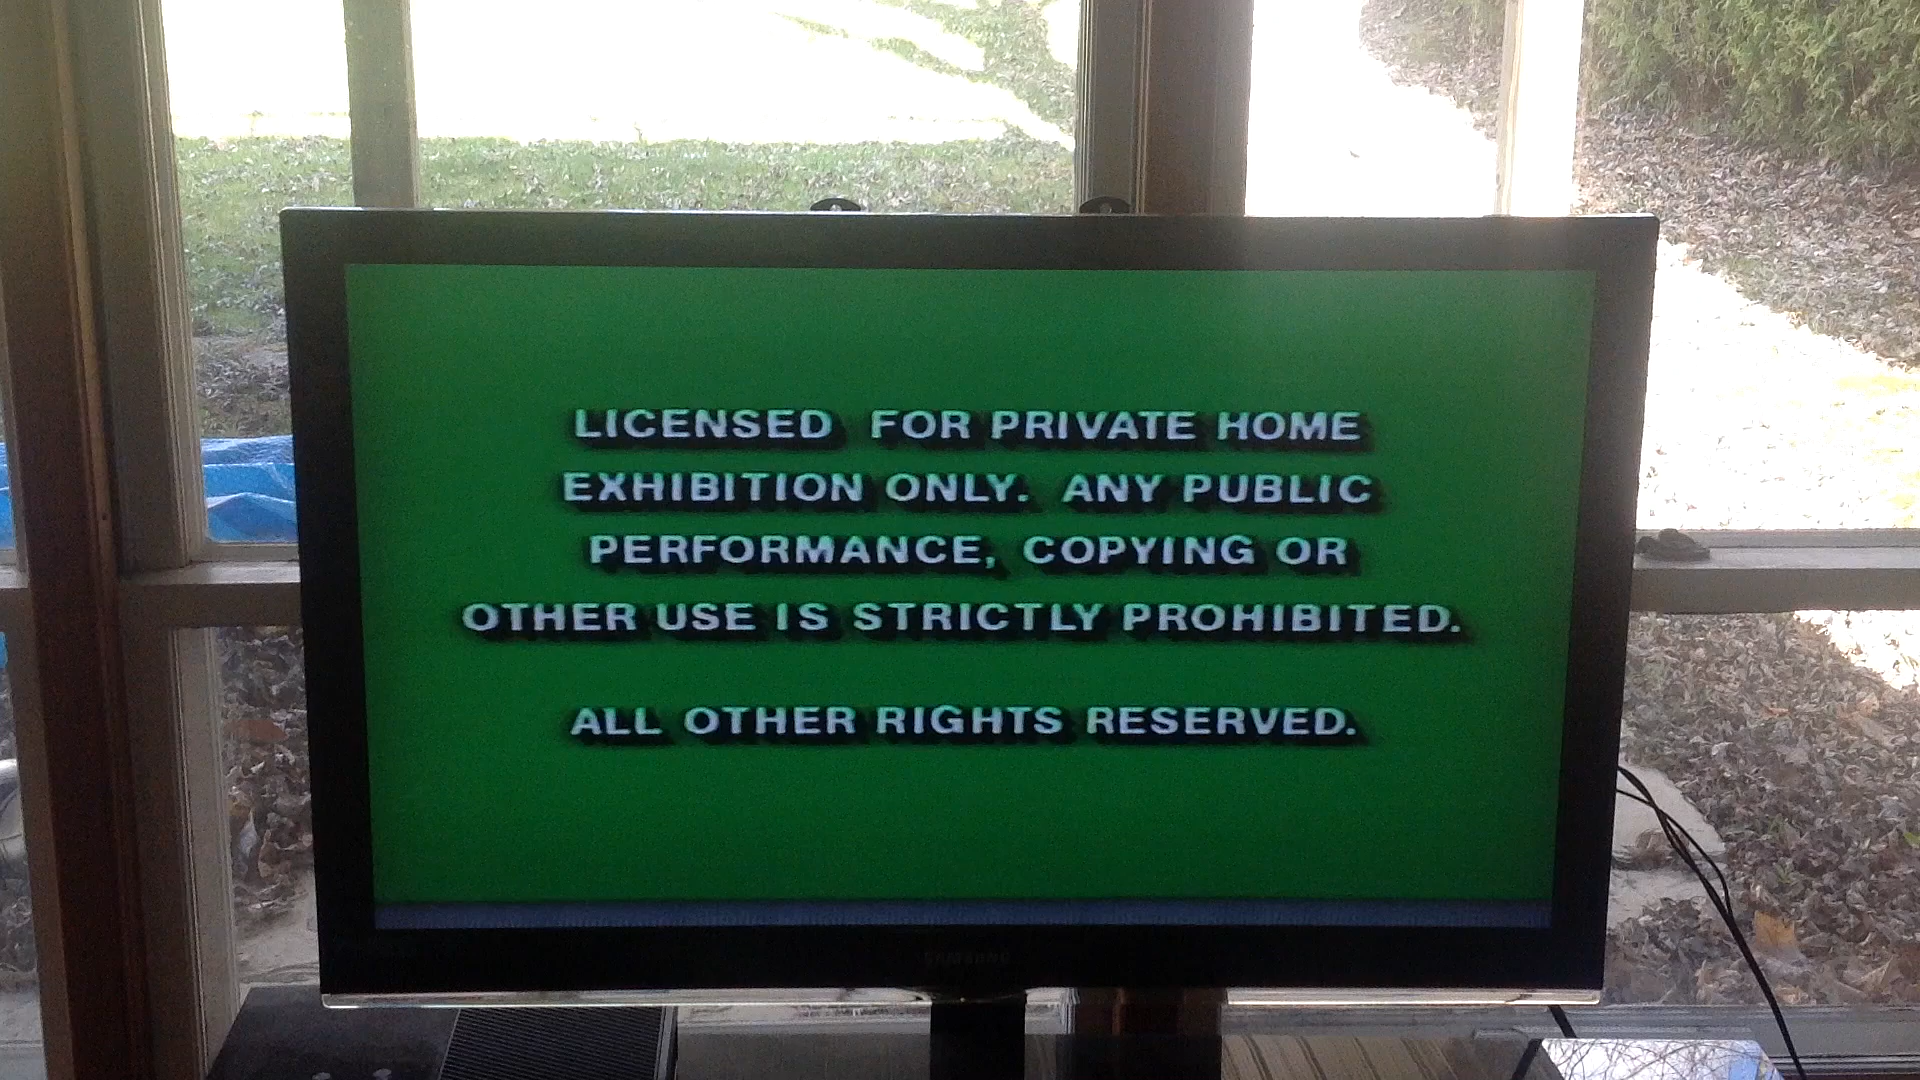 LICENSED FOR PRIVATE HOME
EXHIBITION ONLY. ANY PUBLIC
PERFORMANCE, COPYING OR
OTHER USE IS STRICTLY PROHIBITED.
ALL OTHER RIGHTS RESERVED.
SAMSUNG